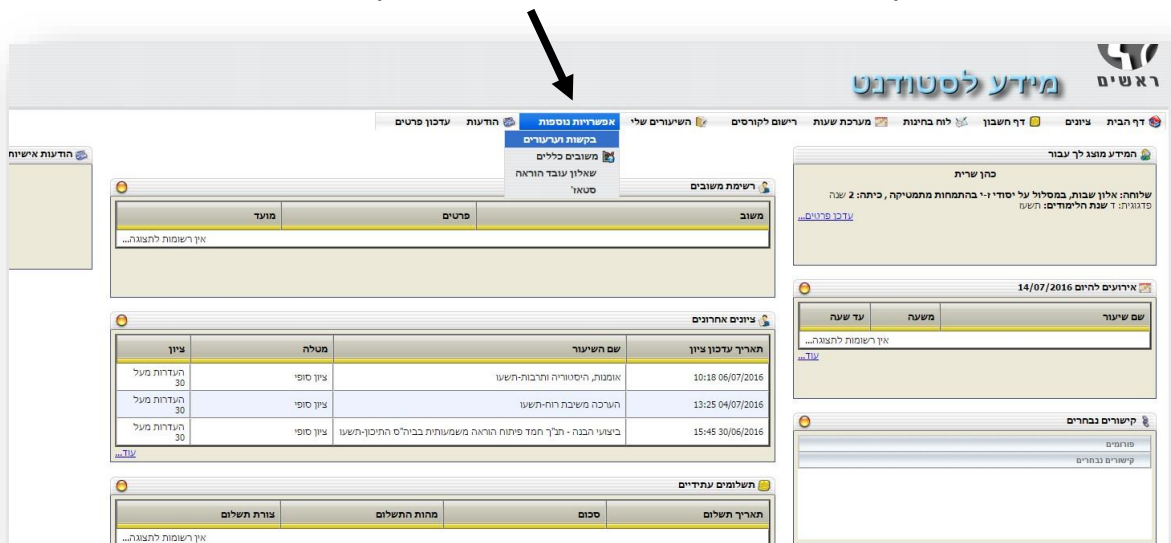 ראשים
מידע לסטודנט
דף הבית ציונים דף חשבון לוח בחינות מערכת שעות רישום לקורסים השיעורים שלי אפשרויות נוספות הודעות עדכון פרטים
בקשות וערעורים
משובים כללים
שאלון עובד הוראה
סטאז'
המידע מוצג לך עבור
כהן שרית
שלוחה: אלון שבות, במסלול על יסודי ז-י בהתמחות מתמטיקה , כיתה: 2 שנה
פדגוגית: ד שנת הלימודים: תשעו
עדכו פרטים...
אירועים להיום 14/07/2016
שם שיעור משעה עד שעה
אין רשומות לתצוגה...
עוד...
קישורים נבחרים
פורומים
קישורים נבחרים
רשימת משובים
משוב פרטים מועד
אין רשומות לתצוגה...
ציונים אחרונים
תאריך עדכון ציון שם השיעור מטלה ציון
10:18 06/07/2016 אומנות, היסטוריה ותרבות-תשעו ציון סופי העדרות מעל
30
13:25 04/07/2016 הערכה משיבת רוח-תשעו ציון סופי העדרות מעל
30
15:45 30/06/2016 ביצועי הבנה - תנ"ך חמד פיתוח הוראה משמעותית בביה"ס התיכון-תשעו ציון סופי העדרות מעל
30
עוד...
תשלומים עתידיים
תאריך תשלום סכום מהות התשלום צורת תשלום
אין רשומות לתצוגה...
הודעות אישיות